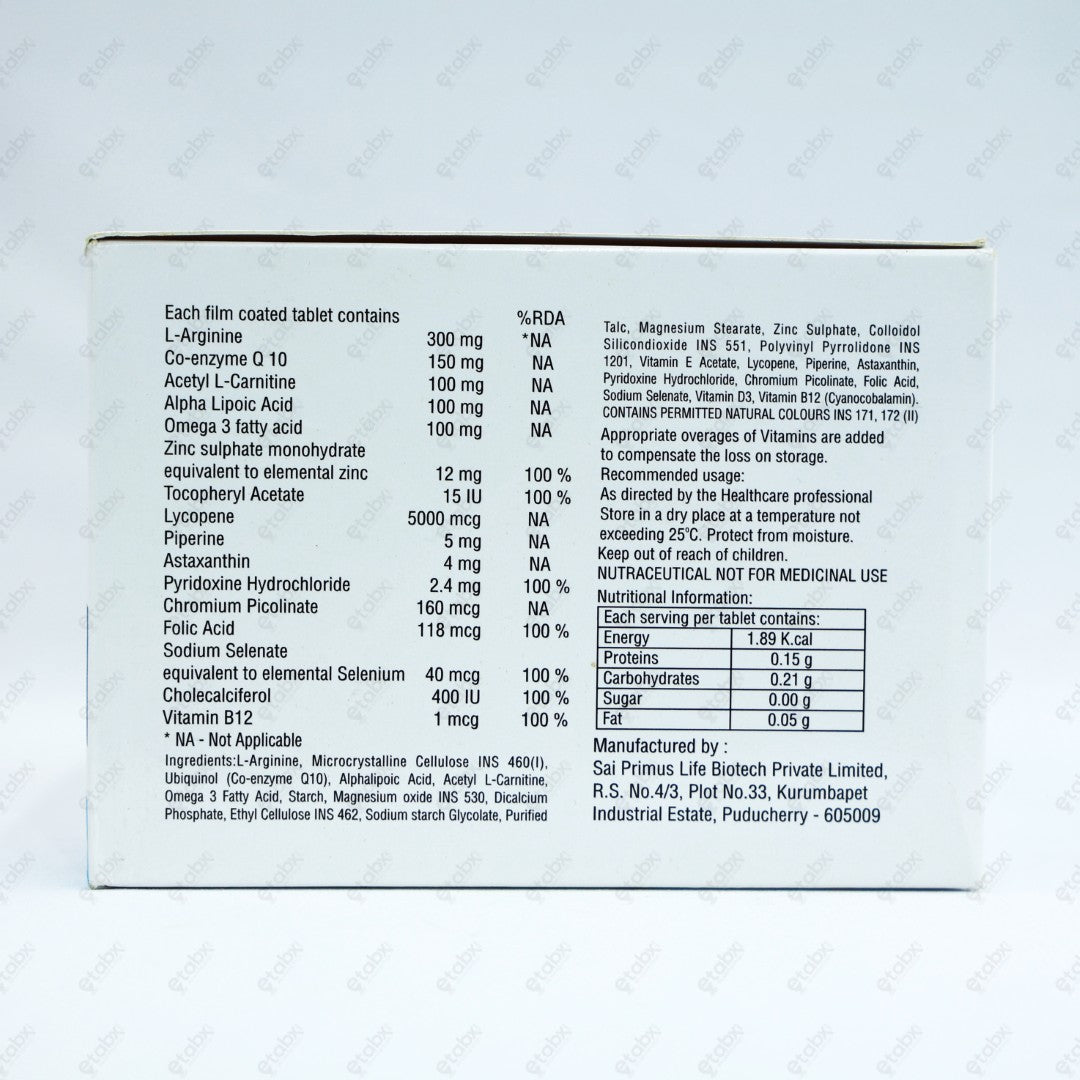 Each film coated tablet contains %RDA
L-Arginine 300 mg *NA
Co-enzyme Q 10 150 mg NA
Acetyl L-Carnitine 100 mg NA
Alpha Lipoic Acid 100 mg NA
Omega 3 fatty acid 100 mg NA
Zinc sulphate monohydrate
equivalent to elemental zinc 12 mg 100 %
Tocopheryl Acetate 15 IU 100 %
Lycopene 5000 mcg NA
Piperine 5 mg NA
Astaxanthin 4 mg NA
Pyridoxine Hydrochloride 2.4 mg 100 %
Chromium Picolinate 160 mcg NA
Folic Acid 118 mcg 100 %
Sodium Selenate
equivalent to elemental Selenium 40 mcg 100 %
Cholecalciferol 400 IU 100 %
Vitamin B12 1 mcg 100 %
* NA - Not Applicable
Ingredients:L-Arginine, Microcrystalline Cellulose INS 460(I),
Ubiquinol (Co-enzyme Q10), Alphalipoic Acid, Acetyl L-Carnitine,
Omega 3 Fatty Acid, Starch, Magnesium oxide INS 530, Dicalcium
Phosphate, Ethyl Cellulose INS 462, Sodium starch Glycolate, Purified
Talc, Magnesium Stearate, Zinc Sulphate, Colloidol
Silicondioxide INS 551, Polyvinyl Pyrrolidone INS
1201, Vitamin E Acetate, Lycopene, Piperine, Astaxanthin,
Pyridoxine Hydrochloride, Chromium Picolinate, Folic Acid,
Sodium Selenate, Vitamin D3, Vitamin B12 (Cyanocobalamin).
CONTAINS PERMITTED NATURAL COLOURS INS 171, 172 (II)
Appropriate overages of Vitamins are added
to compensate the loss on storage.
Recommended usage:
As directed by the Healthcare professional
Store in a dry place at a temperature not
exceeding 25°C. Protect from moisture.
Keep out of reach of children.
NUTRACEUTICAL NOT FOR MEDICINAL USE
Nutritional Information:
Each serving per tablet contains:
Energy 1.89 K.cal
Proteins 0.15 g
Carbohydrates 0.21 g
Sugar 0.00 g
Fat 0.05 g
Manufactured by :
Sai Primus Life Biotech Private Limited,
R.S. No.4/3, Plot No.33, Kurumbapet
Industrial Estate, Puducherry - 605009
etabx